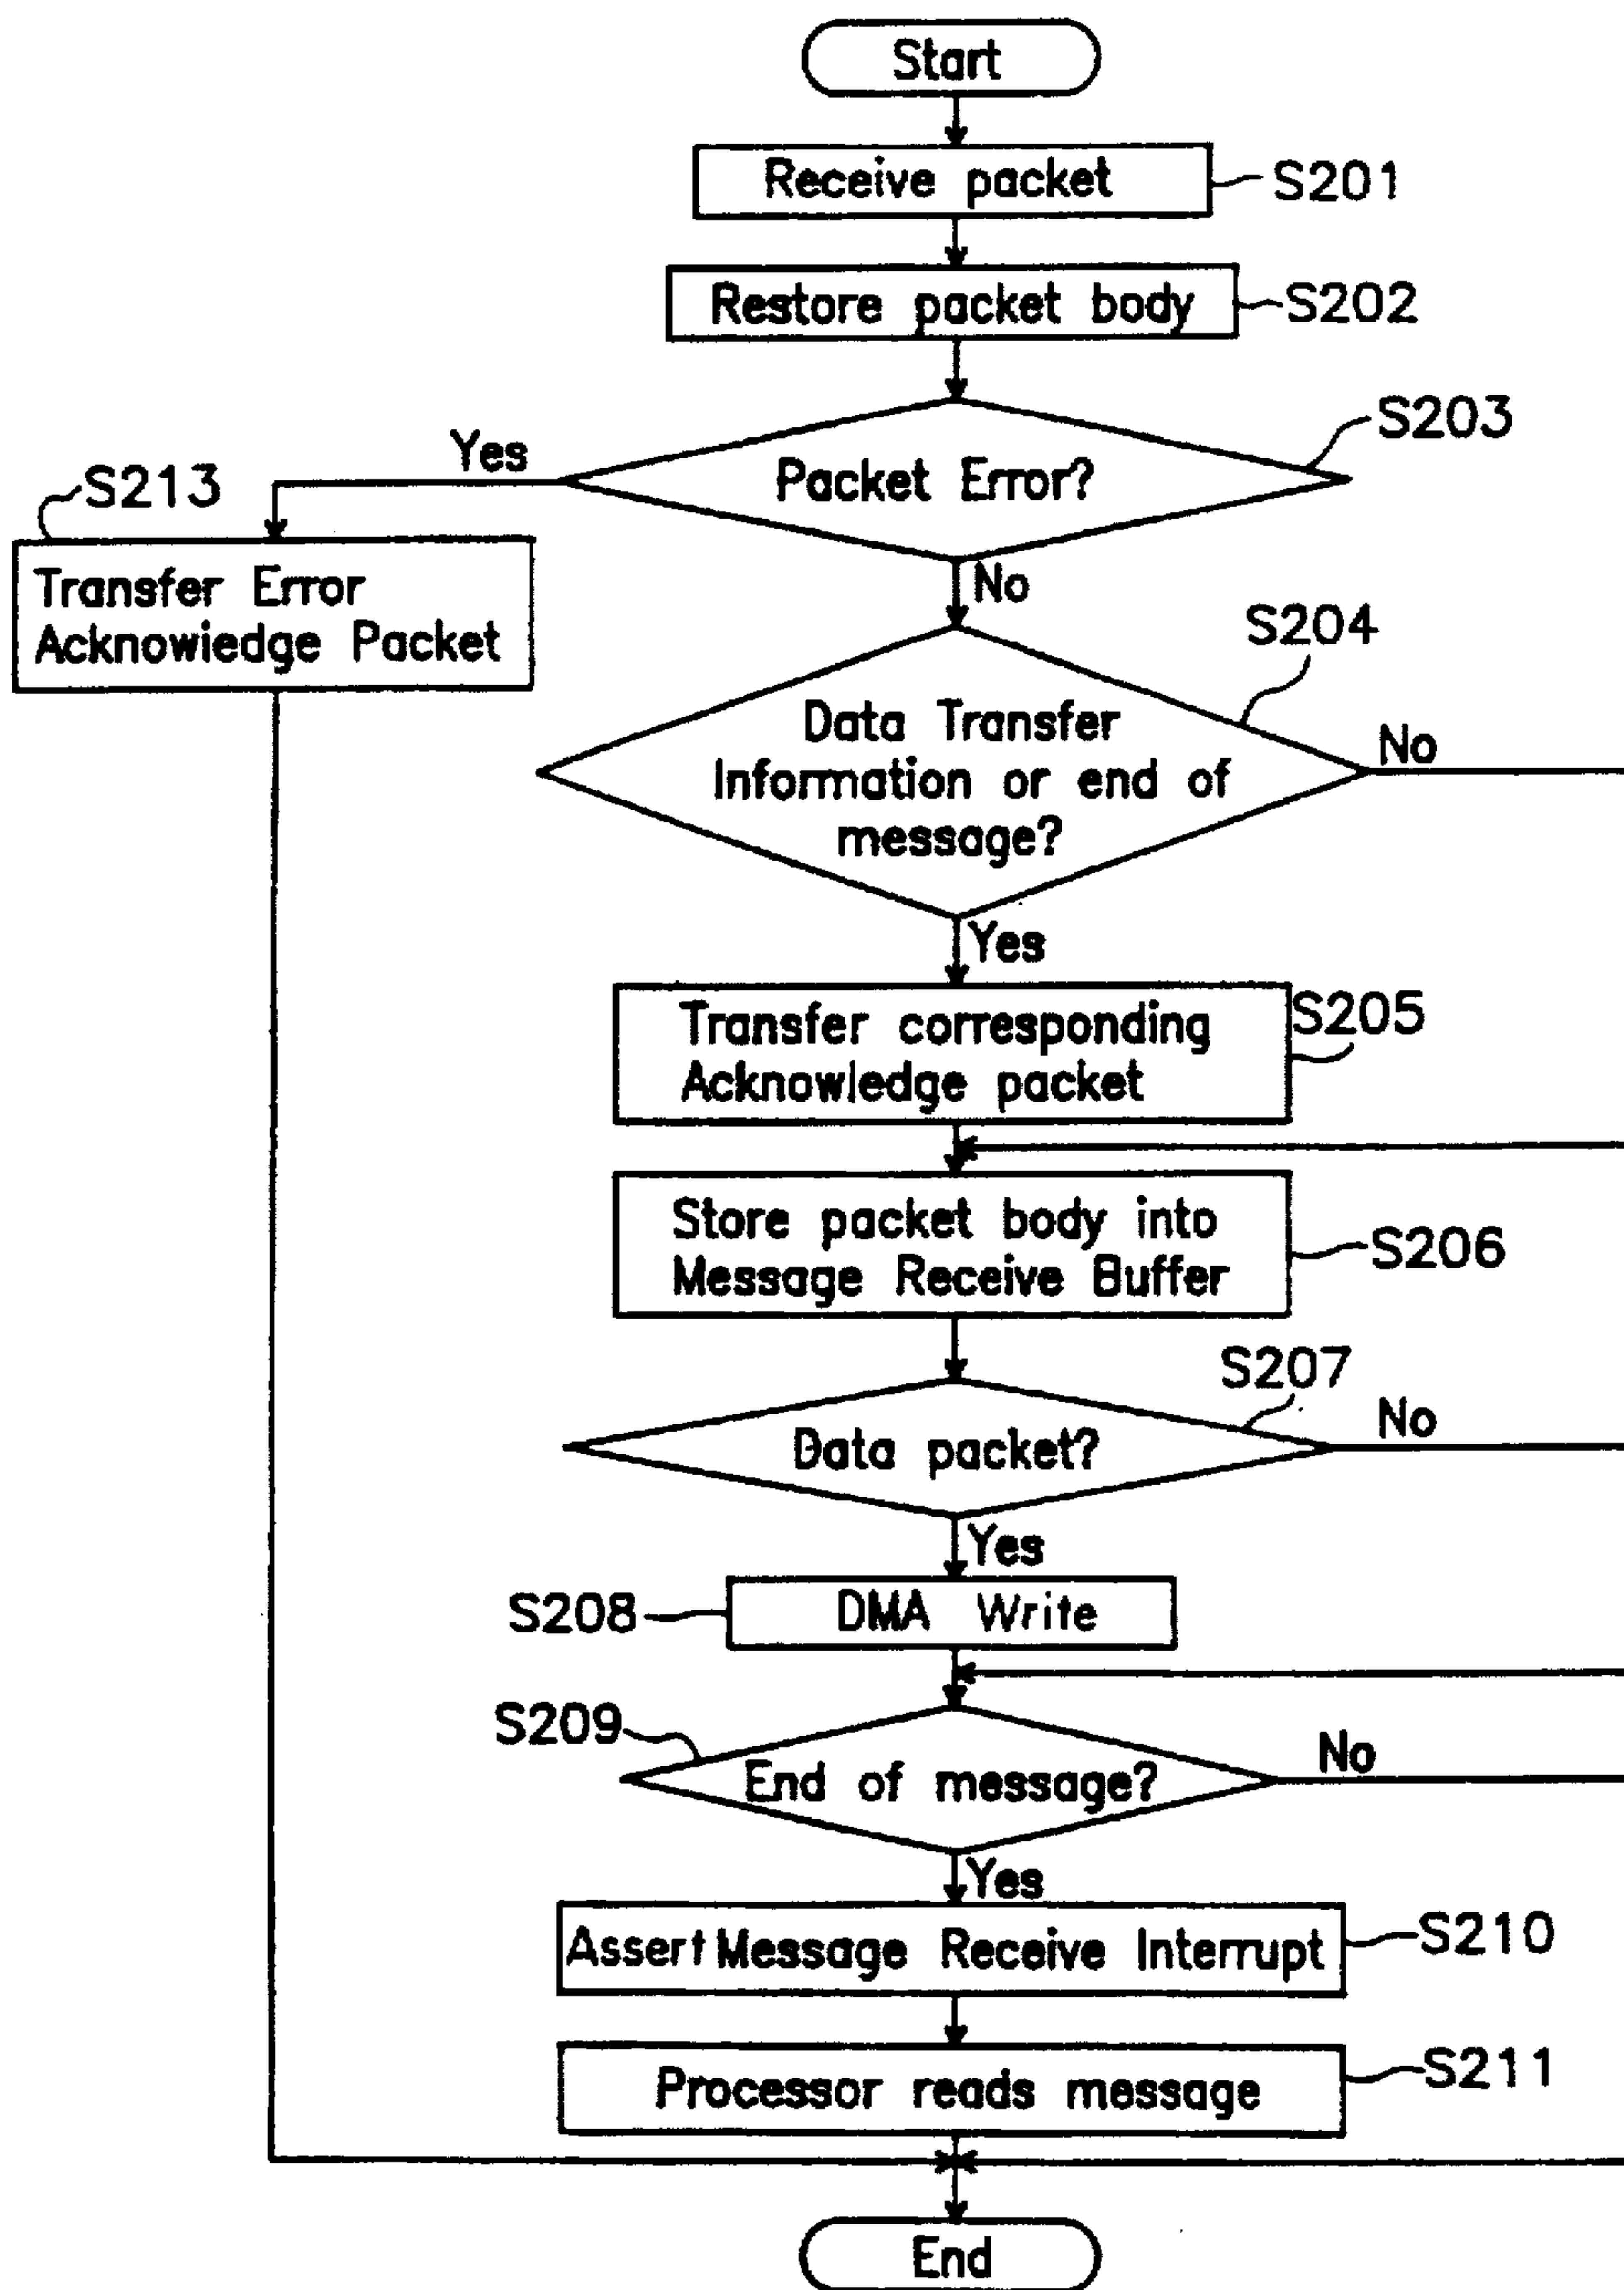 Start
Receive packet
S201
Restore packet body
S202
S203
Yes
Packet Error?
S213
Transfer Error
Acknowiedge Packet
No
S204
Data Transfer
Information or end of
message?
No
Yes
S205
Transfer corresponding
Acknowledge packet
Store packet body into
Message Receive Buffer
S206
S207
Data packet?
No
Yes
S208
DMA Write
S209
End of message?
No
Yes
Assert Message Receive Interrupt
S210
Processor reads message
S211
End